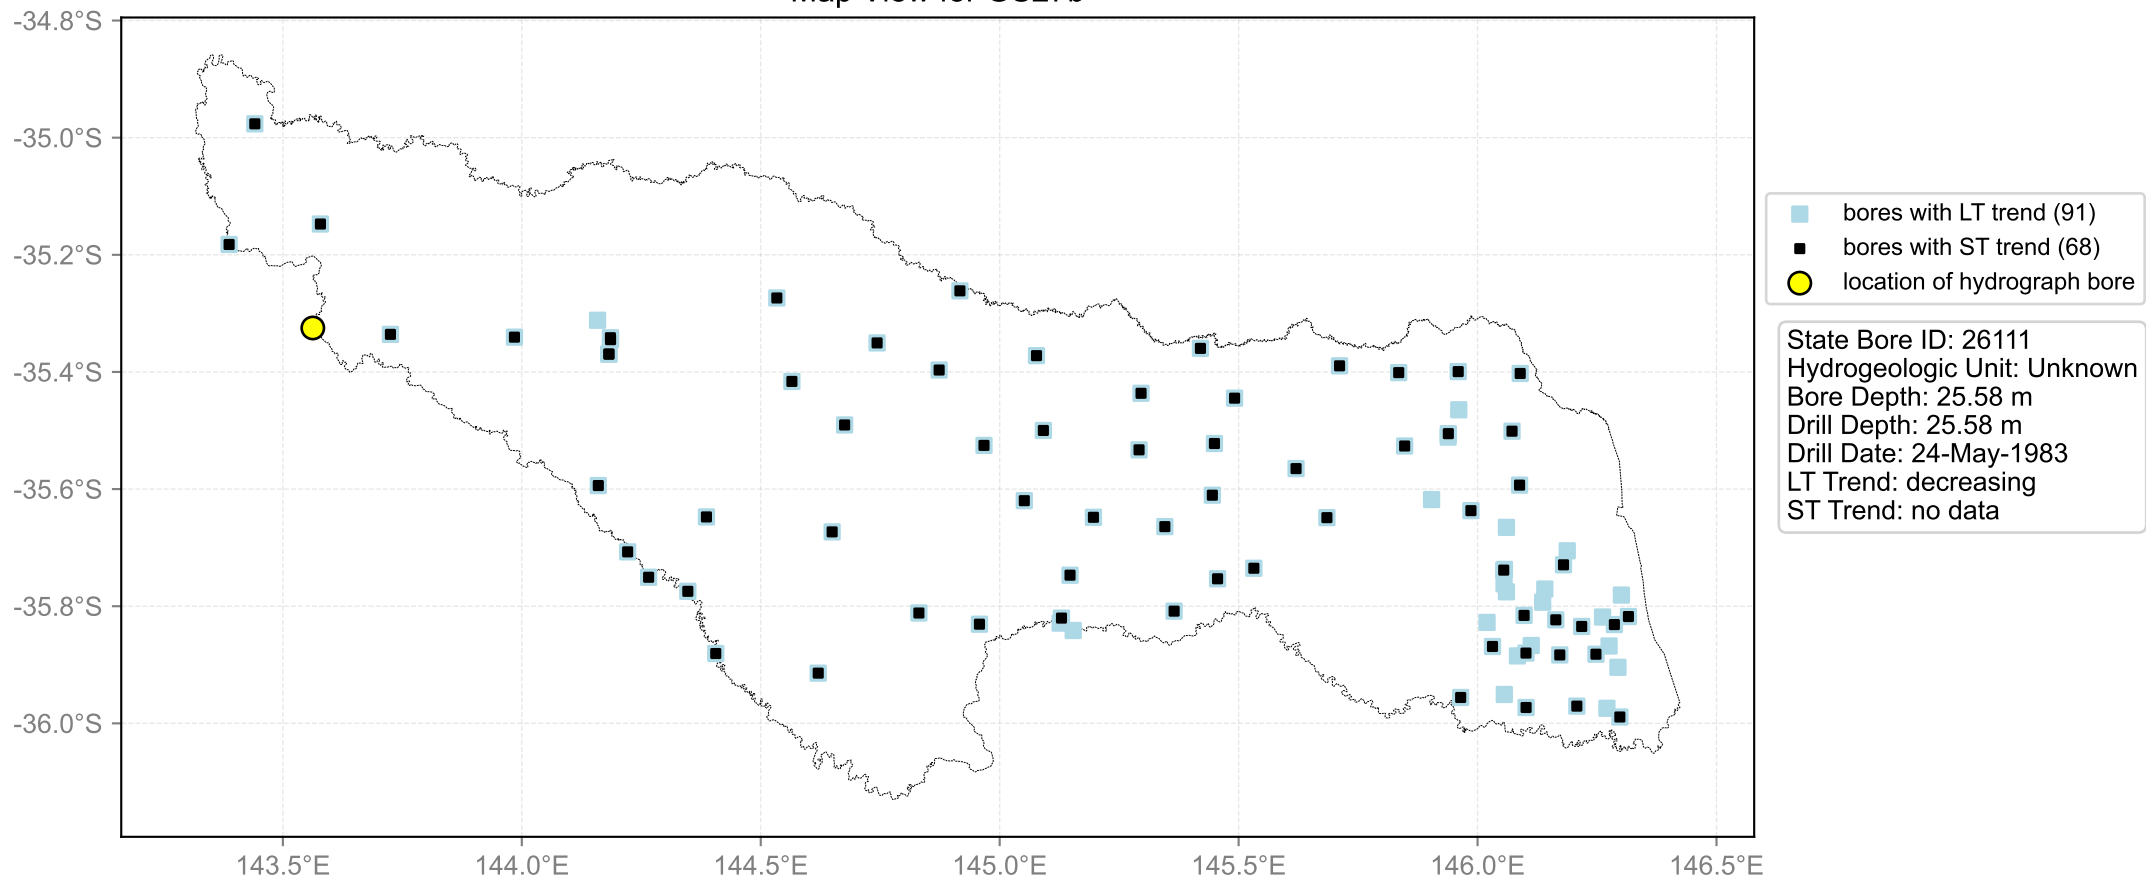 -34.8°S
-35.0°S
-35.2°S
-35.4°S
-35.6°S
-35.8°S
-36.0°S
143.5°E
144.0°E
144.5°E
145.0°E
145.5°E
146.0°E
146.5°E
bores with LT trend (91)
bores with ST trend (68)
location of hydrograph bore
State Bore ID: 26111
Hydrogeologic Unit: Unknown
Bore Depth: 25.58 m
Drill Depth: 25.58 m
Drill Date: 24-May-1983
LT Trend: decreasing
ST Trend: no data